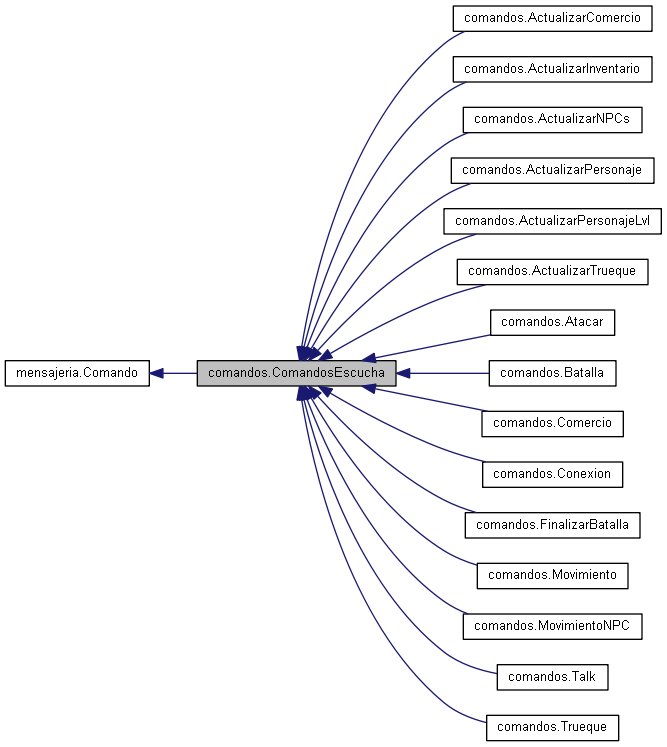 comandos.ActualizarComercio
comandos.ActualizarInventario
comandos.ActualizarNPCs
comandos.ActualizarPersonaje
comandos.ActualizarPersonajeLvl
comandos.ActualizarTrueque
comandos.Atacar
mensajeria.Comando
comandos.ComandosEscucha
comandos.Batalla
comandos.Comercio
comandos.Conexion
comandos.FinalizarBatalla
comandos.Movimiento
comandos.MovimientoNPC
comandos.Talk
comandos.Trueque